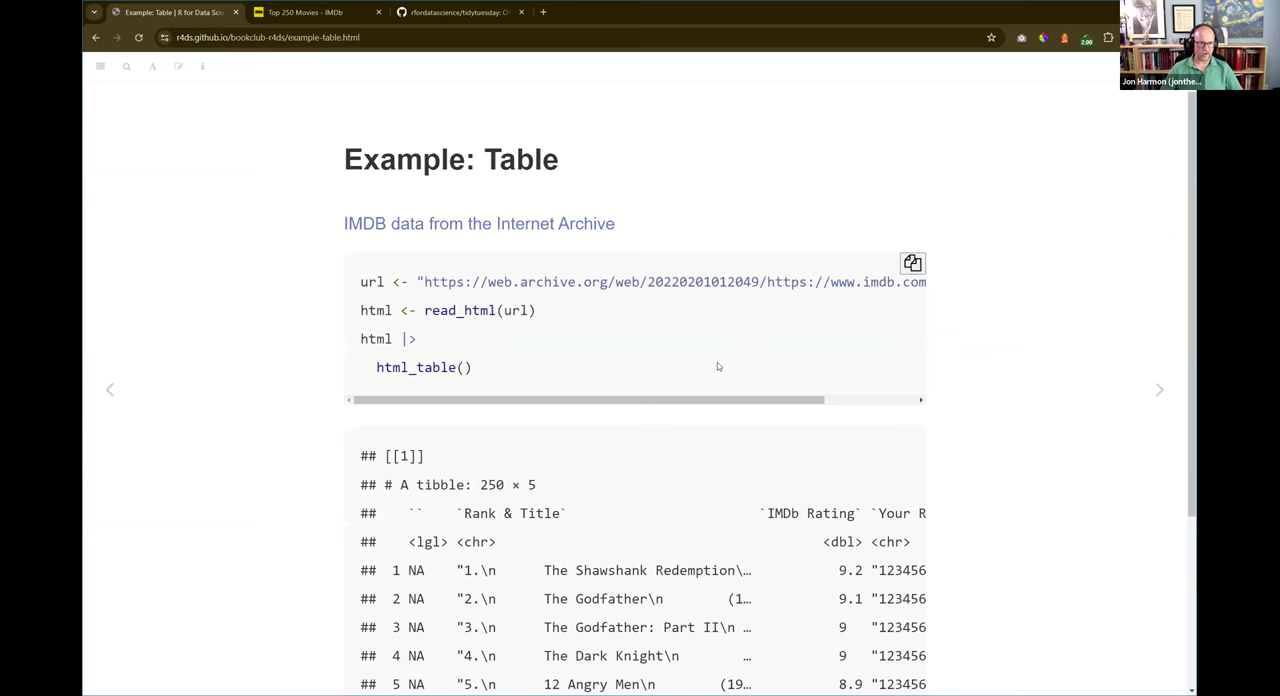 Example: Table | R for Data Scie
Top 250 Movies - IMDb
rfordatascience/tidytuesday: Of
r4ds.github.io/bookclub-r4ds/example-table.html
2.00
Jon Harmon (jonthe...
Example: Table
IMDB data from the Internet Archive
url <- "https://web.archive.org/web/20220201012049/https://www.imdb.com
html <- read_html(url)
html |>
html_table()
## [[1]]
## # A tibble: 250 × 5
## `` `Rank & Title` `IMDb Rating` `Your R
## <lgl> <chr> <dbl> <chr>
## 1 NA "1.\n The Shawshank Redemption\… 9.2 "123456
## 2 NA "2.\n The Godfather\n (1… 9.1 "123456
## 3 NA "3.\n The Godfather: Part II\n … 9 "123456
## 4 NA "4.\n The Dark Knight\n … 9 "123456
## 5 NA "5.\n 12 Angry Men\n (19… 8.9 "123456